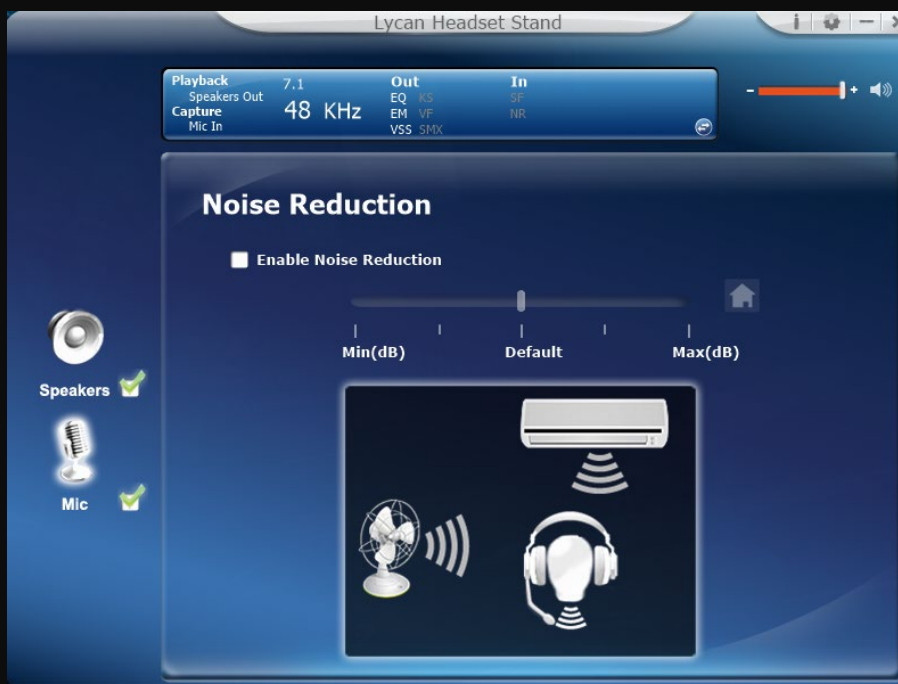 Lycan Headset Stand
Playback 7.1 Out In
Speakers Out EQ KS SF
Capture 48 KHz EM VF NR
Mic In VSS SMX
- +
Noise Reduction
Enable Noise Reduction
Min(dB) Default Max(dB)
Speakers
Mic